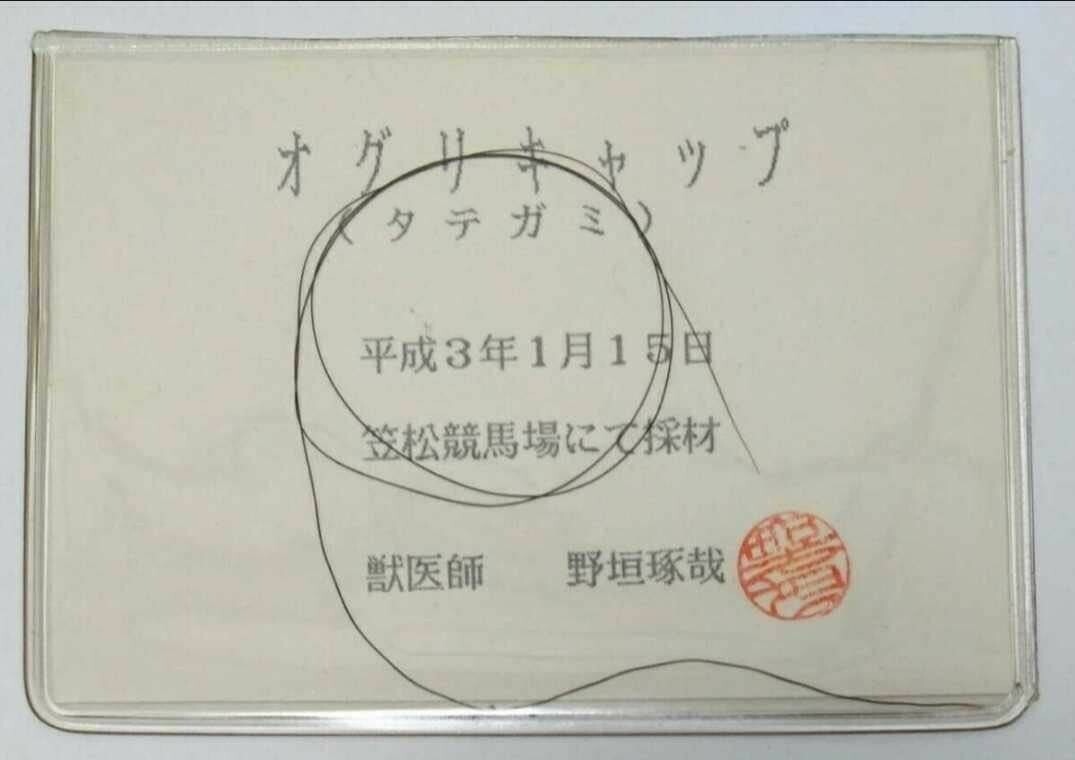 オグリキャップ
（タテガミ）
平成３年１月１５日
笠松競馬場にて採材
獣医師　　野垣琢哉